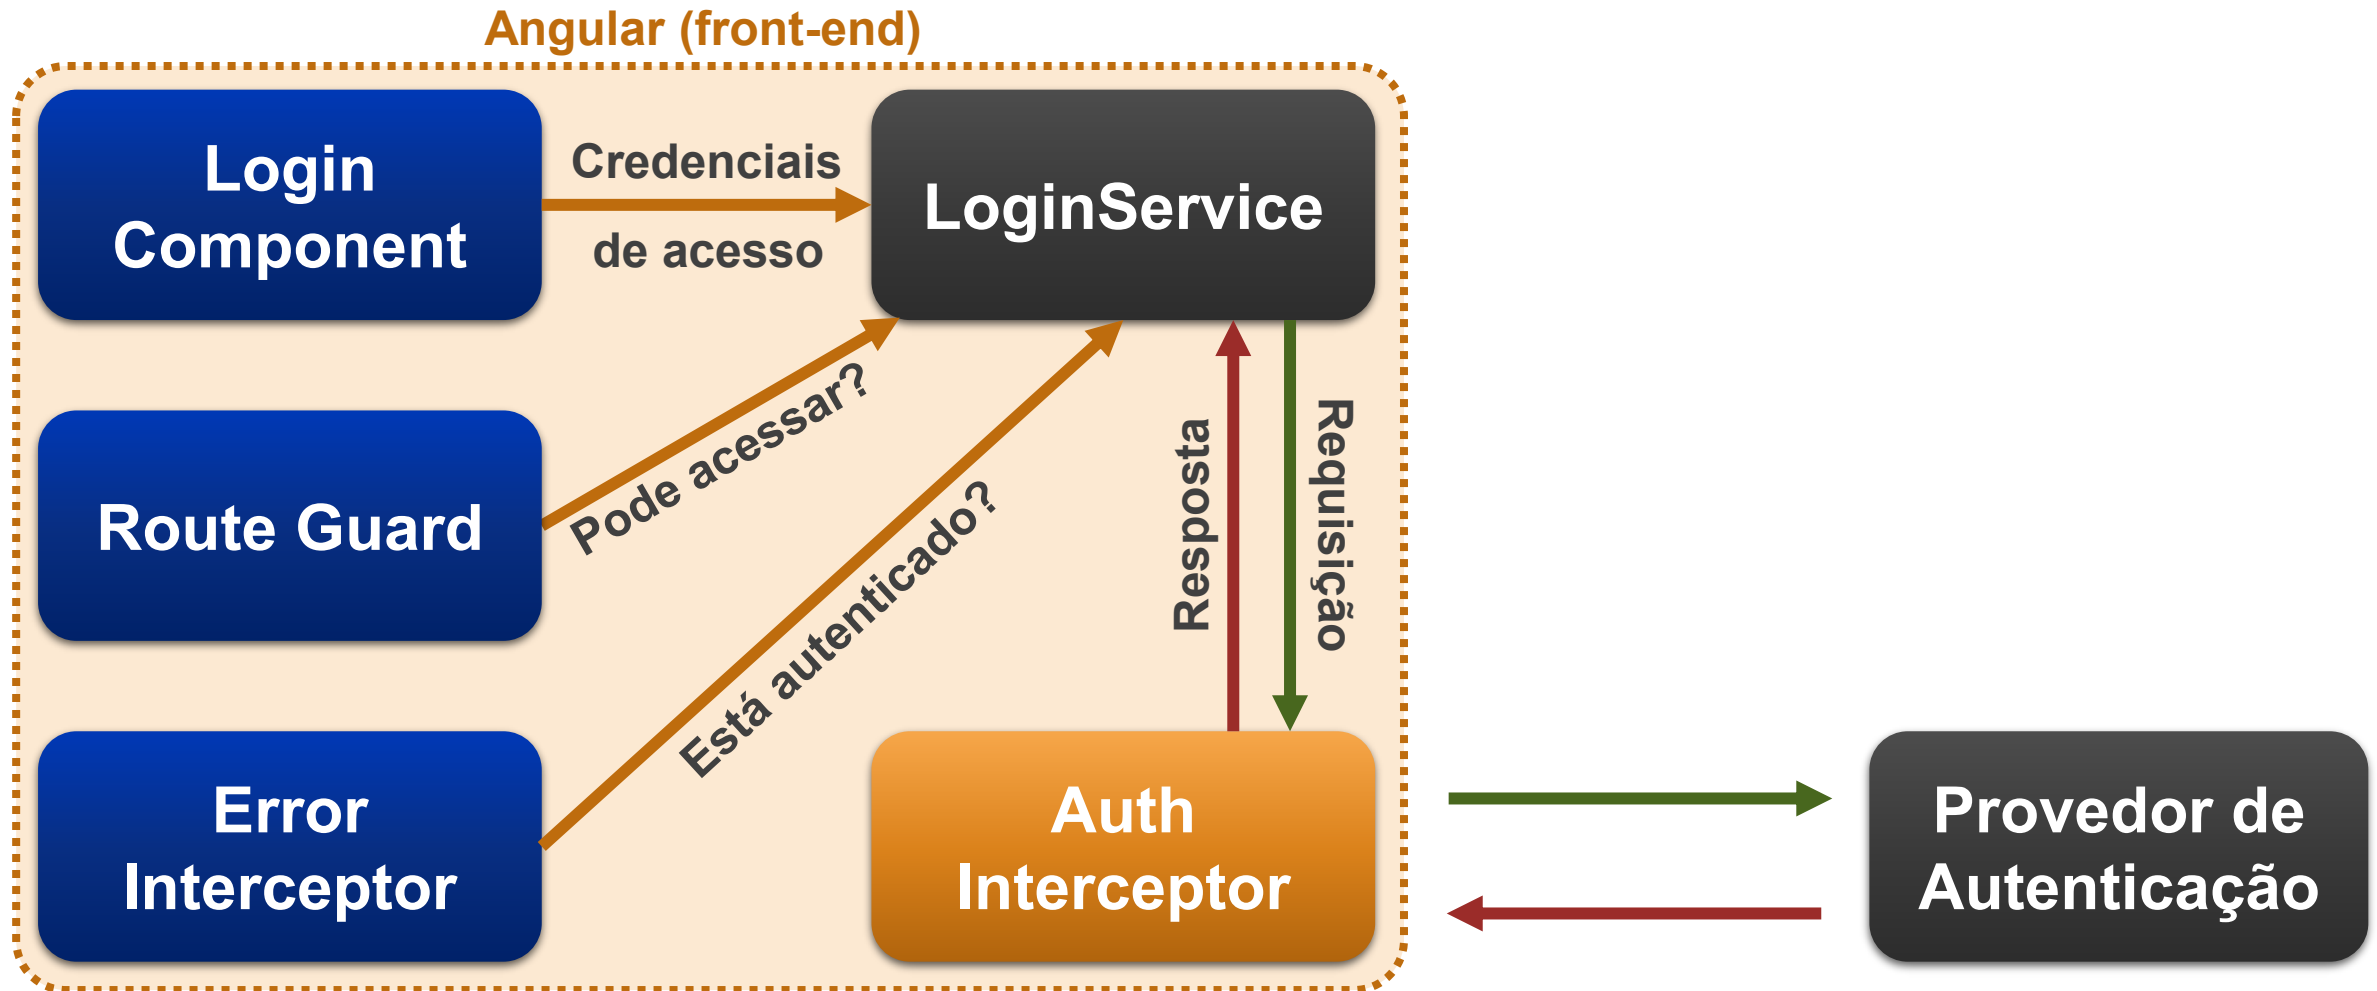 Angular (front-end)
Login
Component
Credenciais
de acesso
LoginService
Route Guard
Pode acessar?
Está autenticado?
Resposta
Requisição
Error
Interceptor
Auth
Interceptor
Provedor de
Autenticação